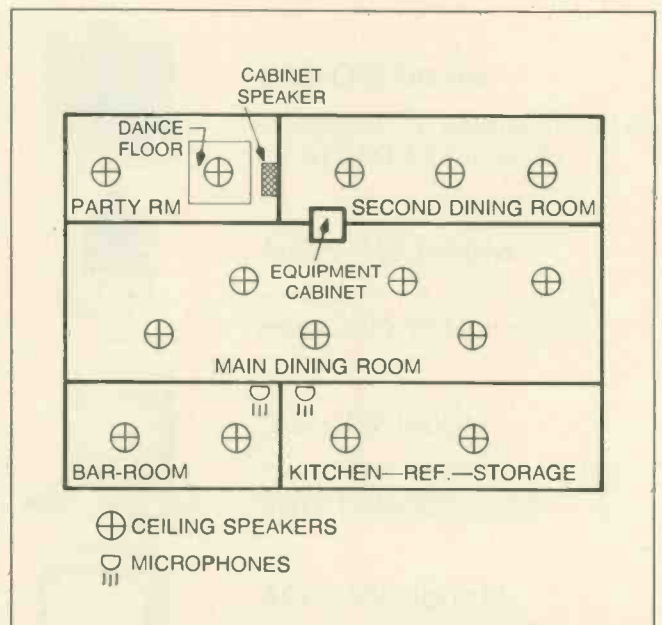 CABINET
SPEAKER
DANCE
FLOOR
PARTY RM
SECOND DINING ROOM
EQUIPMENT
CABINET
MAIN DINING ROOM
BAR-ROOM
KITCHEN—REF.—STORAGE
CEILING SPEAKERS
MICROPHONES